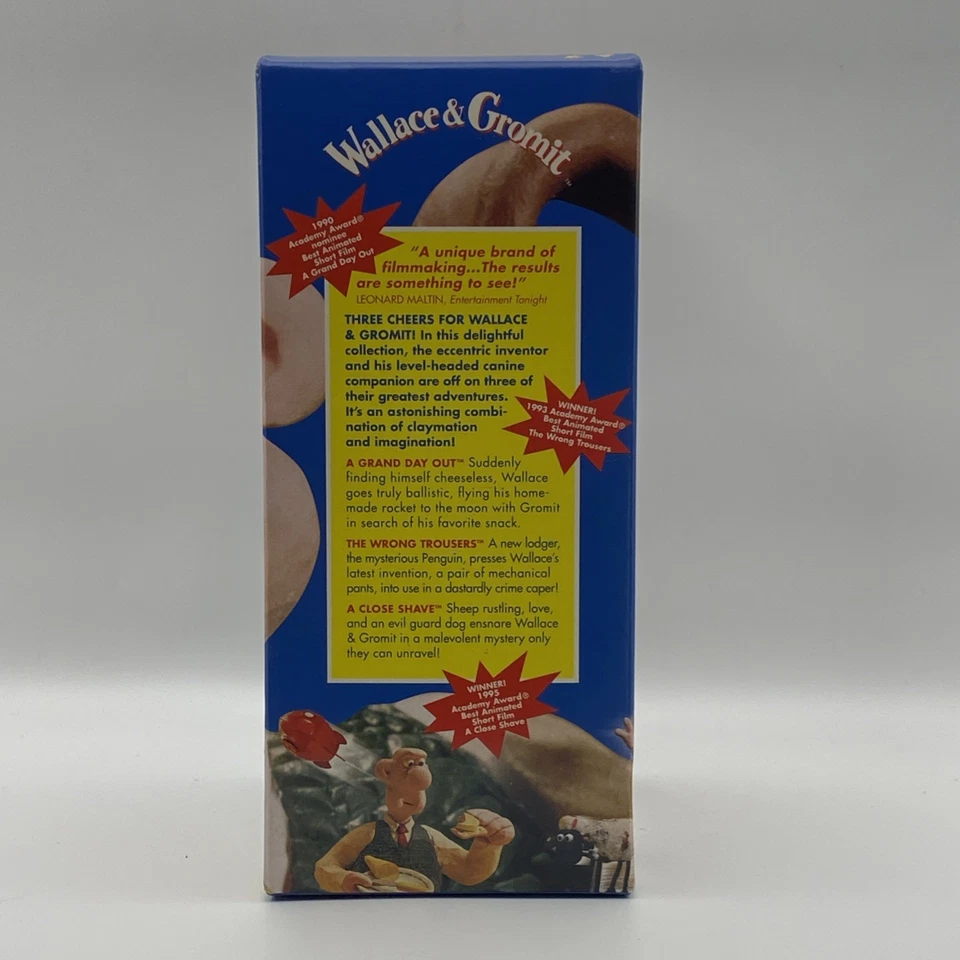 Wallace & Gromit™
1990
Academy Award®
nominee
Best Animated
Short Film
A Grand Day Out
"A unique brand of
filmmaking...The results
are something to see!"
LEONARD MALTIN, Entertainment Tonight
THREE CHEERS FOR WALLACE
& GROMIT! In this delightful
collection, the eccentric inventor
and his level-headed canine
companion are off on three of
their greatest adventures.
It's an astonishing combi-
nation of claymation
and imagination!
WINNER!
1993 Academy Award®
Best Animated
Short Film
The Wrong Trousers
A GRAND DAY OUT™ Suddenly
finding himself cheeseless, Wallace
goes truly ballistic, flying his home-
made rocket to the moon with Gromit
in search of his favorite snack.
THE WRONG TROUSERS™ A new lodger,
the mysterious Penguin, presses Wallace's
latest invention, a pair of mechanical
pants, into use in a dastardly crime caper!
A CLOSE SHAVE™ Sheep rustling, love,
and an evil guard dog ensnare Wallace
& Gromit in a malevolent mystery only
they can unravel!
WINNER!
1995
Academy Award®
Best Animated
Short Film
A Close Shave